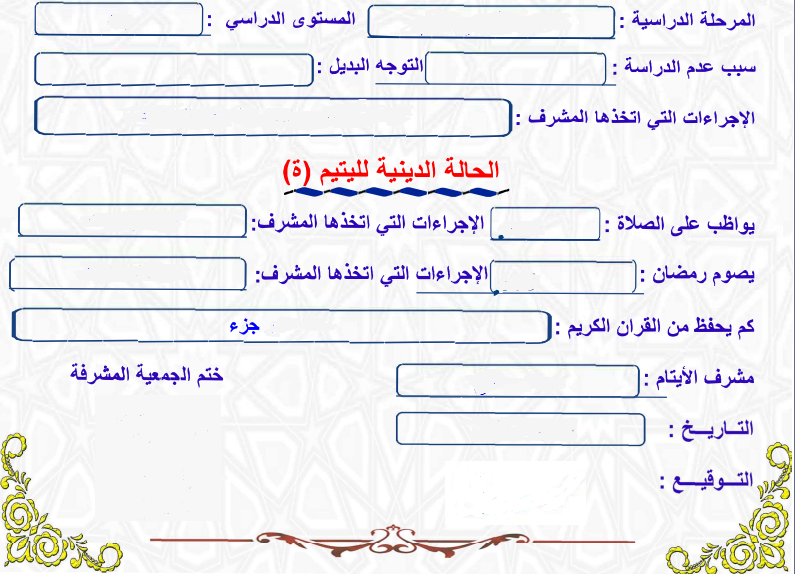 المرحلة الدراسية : المستوى الدراسي :
سبب عدم الدراسة : التوجه البديل :
الإجراءات التي اتخذها المشرف :
الحالة الدينية لليتيم (ة)
يواظب على الصلاة : الإجراءات التي اتخذها المشرف:
يصوم رمضان : الإجراءات التي اتخذها المشرف:
كم يحفظ من القران الكريم : جزء
مشرف الأيتام : ختم الجمعية المشرفة
التــاريـــخ :
التـــوقيـــع :